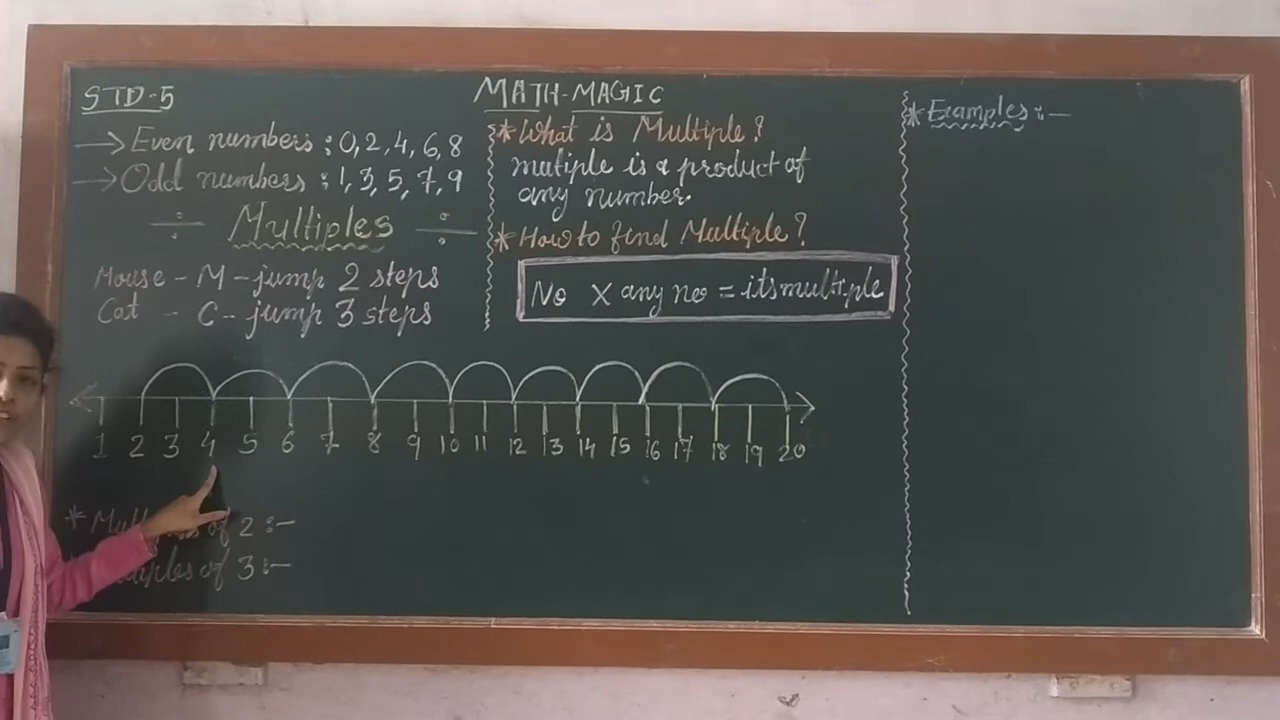 STD-5
→ Even numbers : 0, 2, 4, 6, 8
→ Odd numbers : 1, 3, 5, 7, 9
÷ Multiples ÷
Mouse - M - jump 2 steps
Cat - C - jump 3 steps
MATH-MAGIC
* What is Multiple?
mutiple is a product of
any number.
* How to find Multiple?
No × any no = its multiple
* Examples :-
1 2 3 4 5 6 7 8 9 10 11 12 13 14 15 16 17 18 19 20
* of 2 :-
of 3 :-